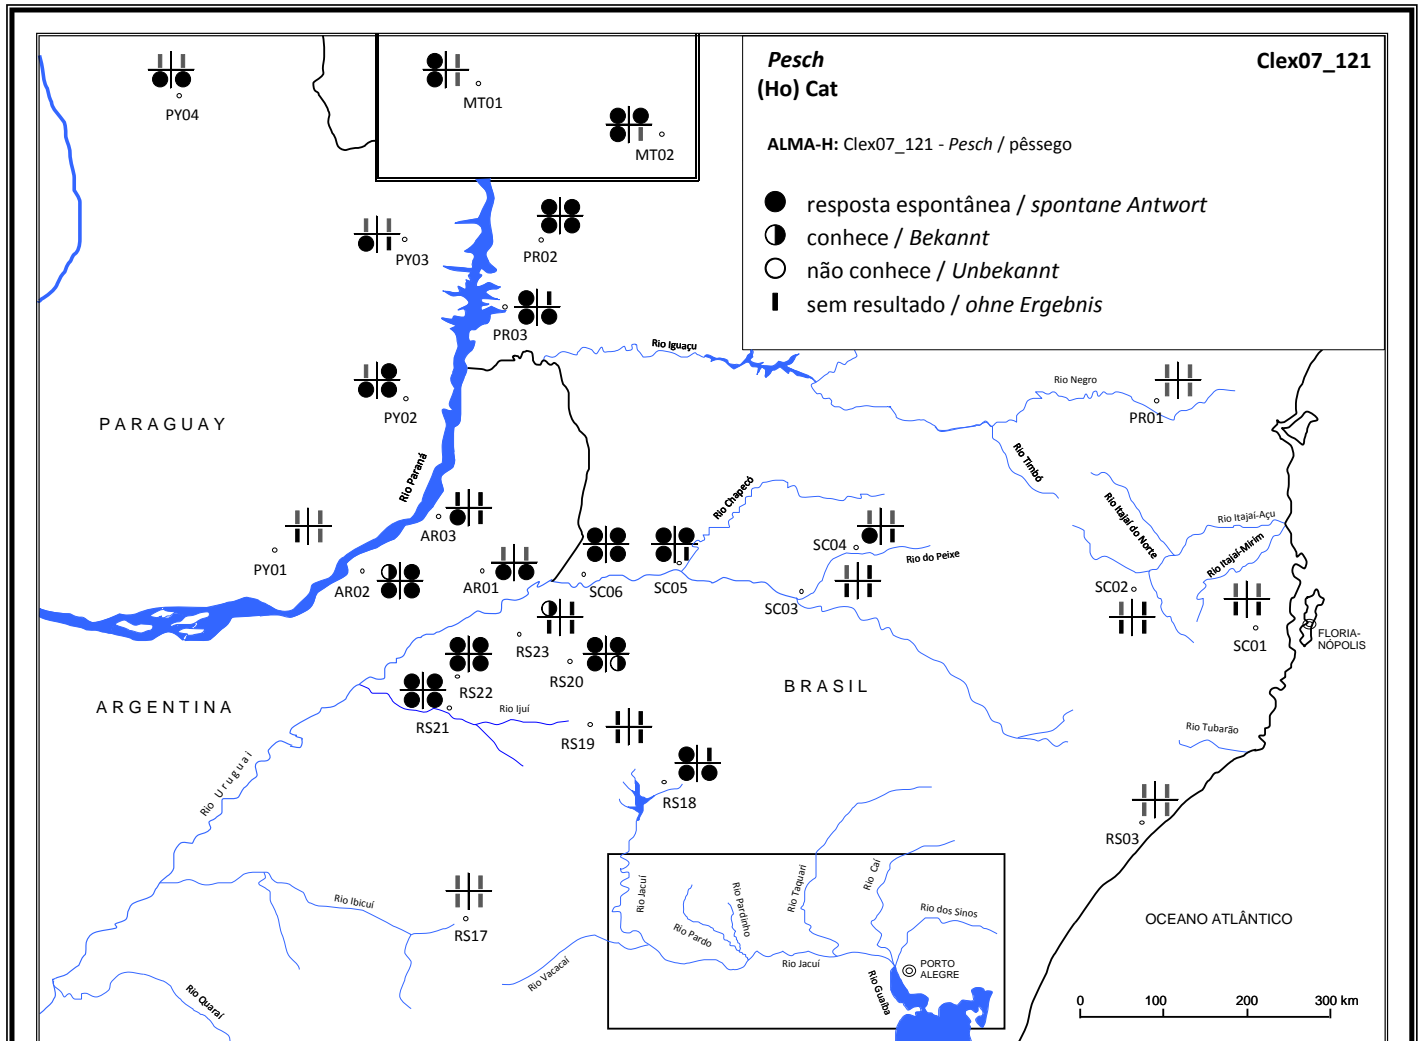 Pesch
Clex07_121
(Ho) Cat
ALMA-H: Clex07_121 - Pesch / pêssego
resposta espontânea / spontane Antwort
conhece / Bekannt
não conhece / Unbekannt
sem resultado / ohne Ergebnis
PY04
MT01
MT02
PY03
PR02
PR03
Rio Iguaçu
Rio Negro
PR01
PY02
PARAGUAY
Rio Paraná
Rio Timbó
Rio Chapecó
Rio Itajaí do Norte
Rio Itajaí-Açu
Rio Itajaí-Mirim
AR03
SC04
Rio do Peixe
PY01
AR02
AR01
SC06
SC05
SC03
SC02
SC01
FLORIA-
NÓPOLIS
RS23
RS20
RS22
BRASIL
ARGENTINA
RS21
Rio Ijuí
RS19
Rio Tubarão
Rio Uruguai
RS18
RS03
Rio Jacuí
Rio Pardinho
Rio Taquari
Rio Caí
Rio Ibicuí
RS17
Rio Pardo
Rio dos Sinos
OCEANO ATLÂNTICO
Rio Vacacaí
Rio Jacuí
PORTO
ALEGRE
Rio Guaíba
Rio Quaraí
0 100 200 300 km